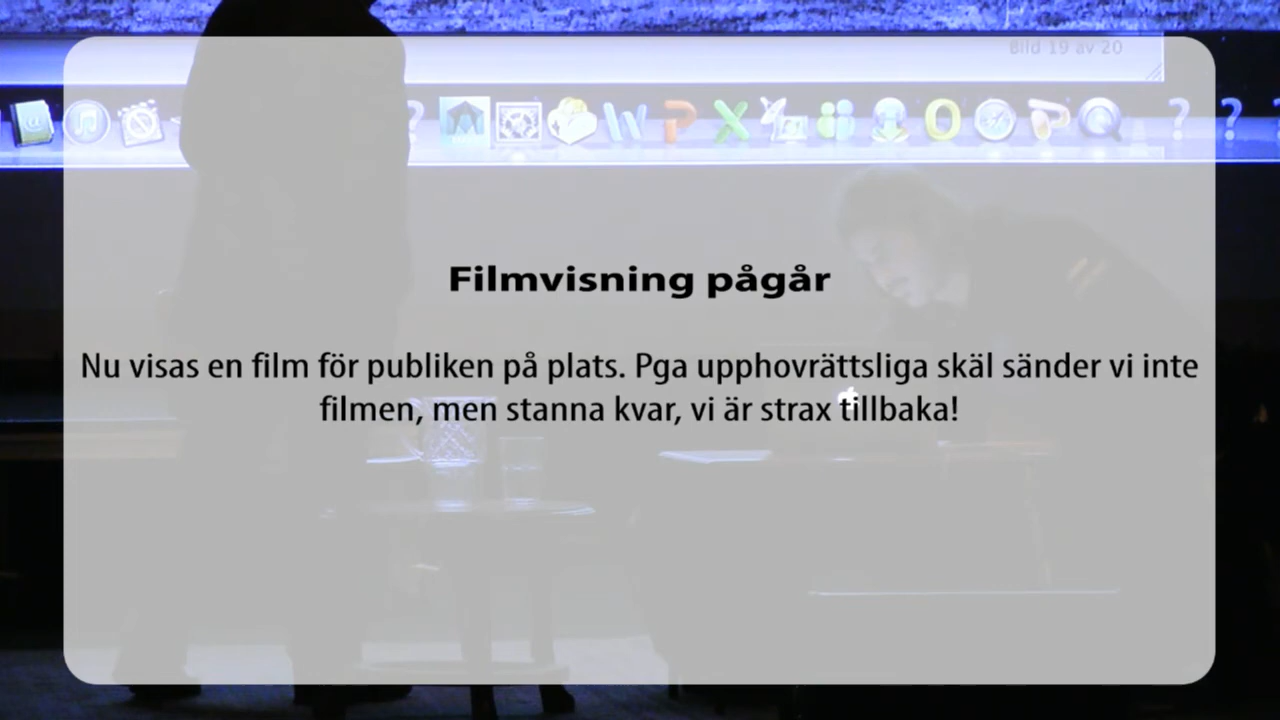 Bild 19 av 20
Filmvisning pågår
Nu visas en film för publiken på plats. Pga upphovrättsliga skäl sänder vi inte
filmen, men stanna kvar, vi är strax tillbaka!